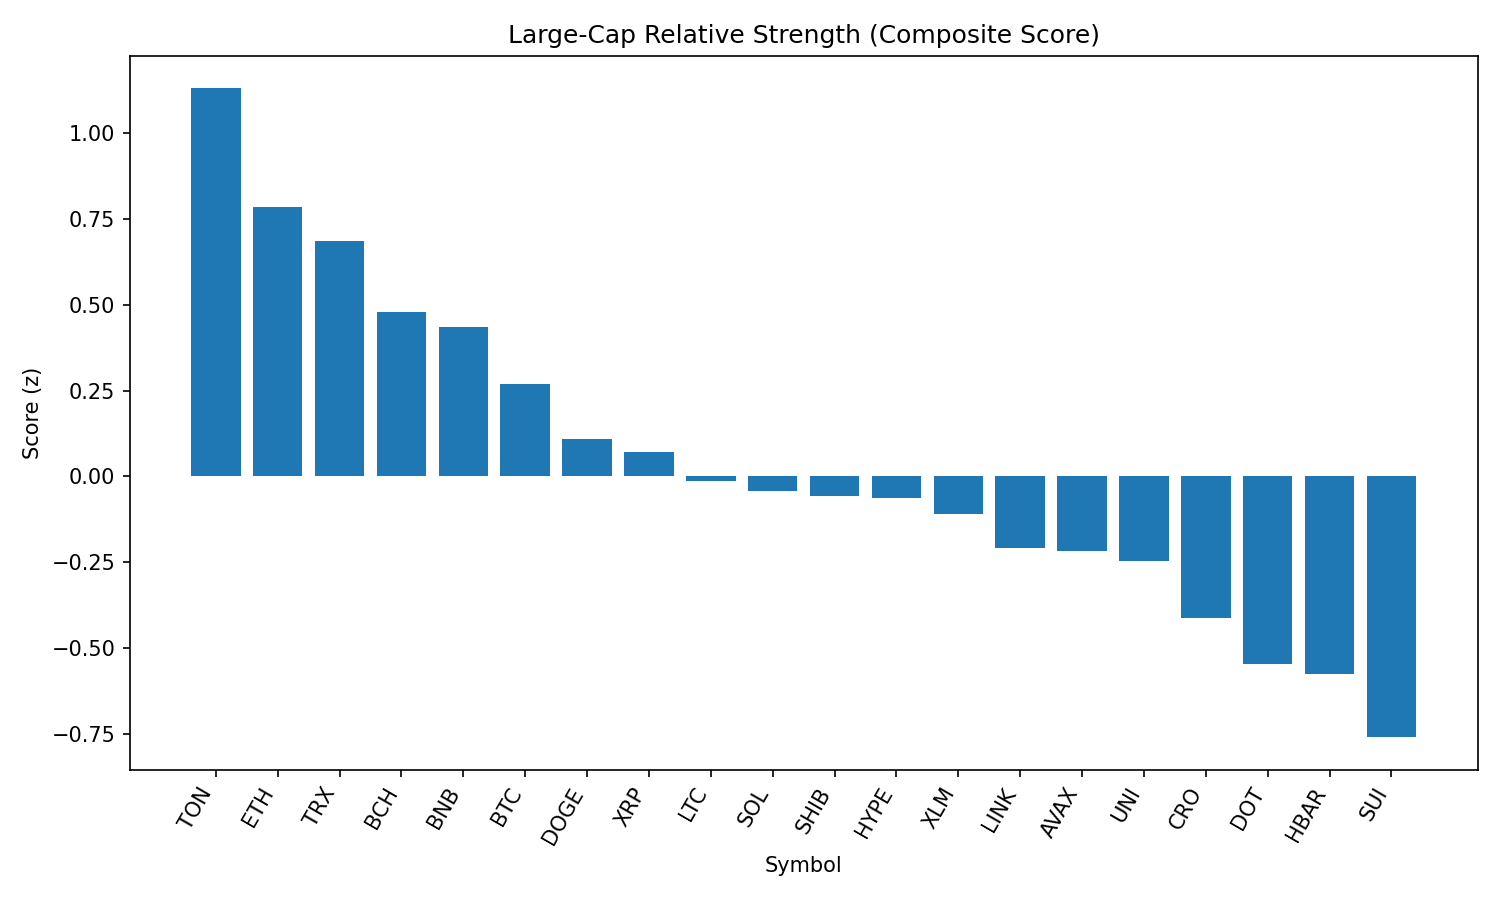 Large-Cap Relative Strength (Composite Score)
Score (z)
1.00
0.75
0.50
0.25
0.00
−0.25
−0.50
−0.75
TON
ETH
TRX
BCH
BNB
BTC
DOGE
XRP
LTC
SOL
SHIB
HYPE
XLM
LINK
AVAX
UNI
CRO
DOT
HBAR
SUI
Symbol